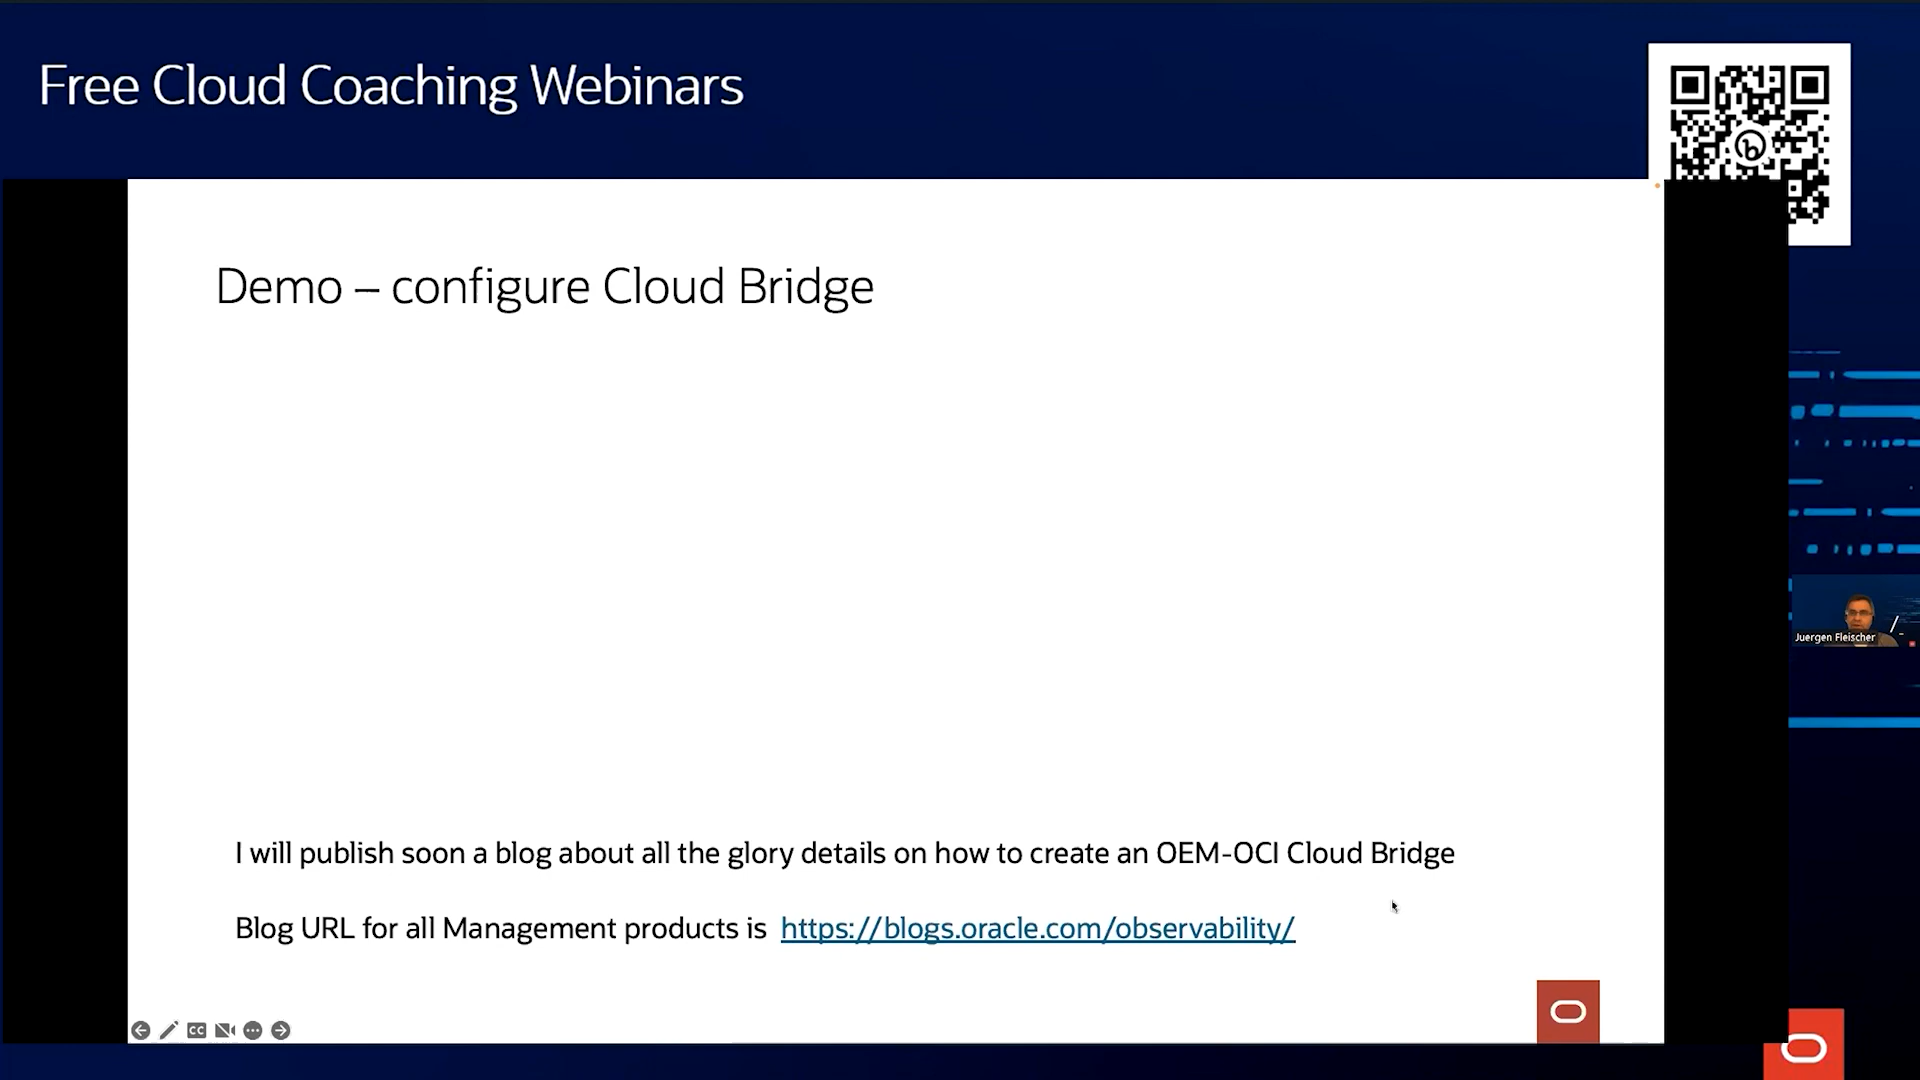 Free Cloud Coaching Webinars
Demo – configure Cloud Bridge
Juergen Fleischer
I will publish soon a blog about all the glory details on how to create an OEM-OCI Cloud Bridge
Blog URL for all Management products is https://blogs.oracle.com/observability/
CC